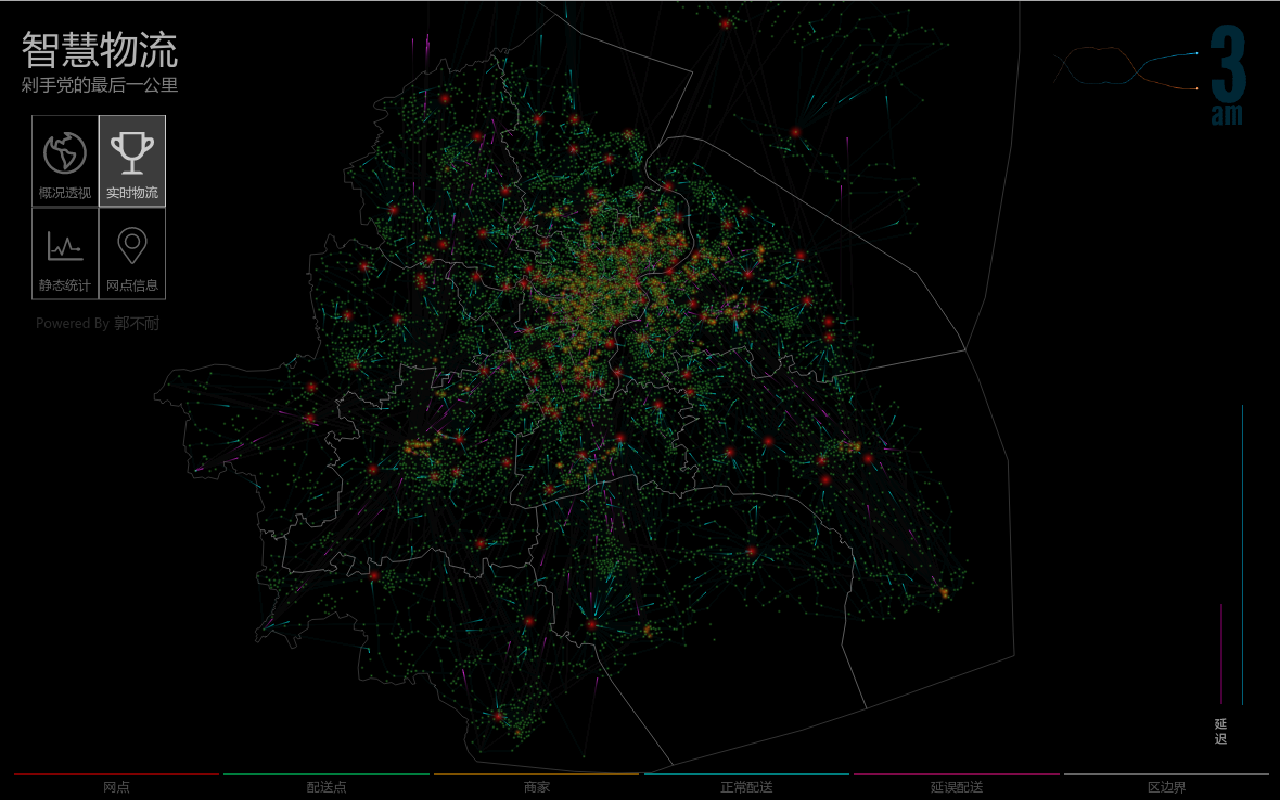 智慧物流
剁手党的最后一公里
3
am
概况透视
实时物流
静态统计
网点信息
Powered By 郭不耐
延
迟
网点
配送点
商家
正常配送
延误配送
区边界